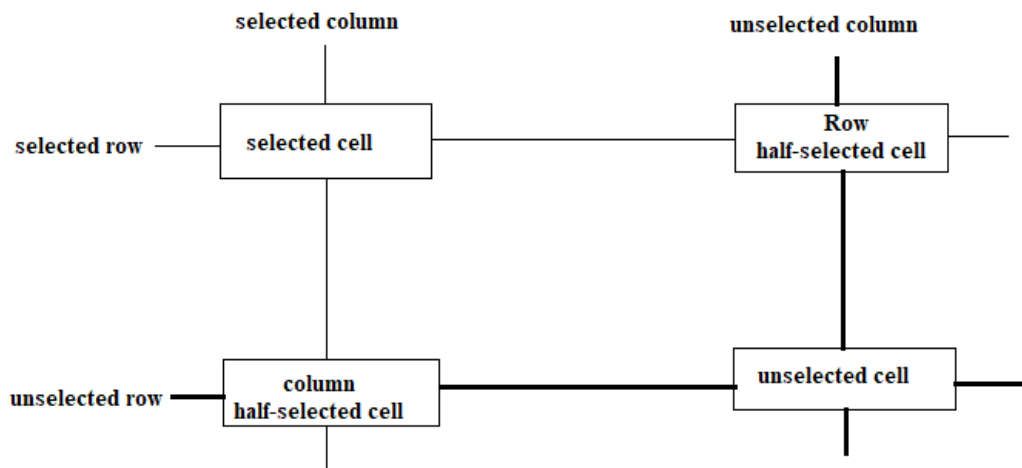 selected column
unselected column
selected row
selected cell
Row
half-selected cell
unselected row
column
half-selected cell
unselected cell